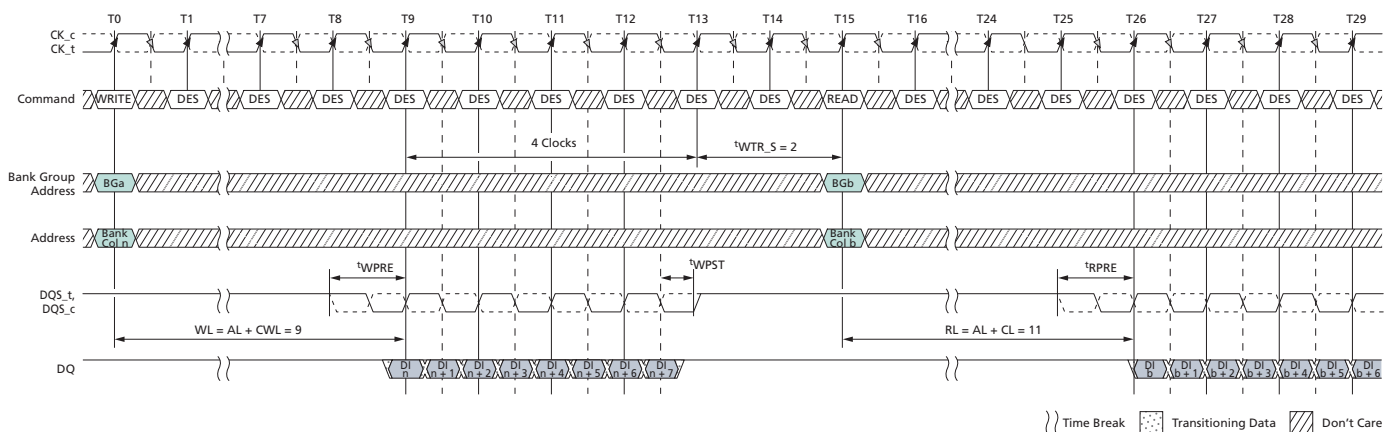 T0 T1 T7 T8 T9 T10 T11 T12 T13 T14 T15 T16 T24 T25 T26 T27 T28 T29
CK_c
CK_t
Command WRITE DES DES DES DES DES DES DES DES DES READ DES DES DES DES DES DES DES
4 Clocks tWTR_S = 2
Bank Group
Address
BGa BGb
Address
Bank
Col n
Bank
Col b
tWPRE tWPST tRPRE
DQS_t,
DQS_c
WL = AL + CWL = 9 RL = AL + CL = 11
DQ
DI
n
DI
n + 1
DI
n + 2
DI
n + 3
DI
n + 4
DI
n + 5
DI
n + 6
DI
n + 7
DI
b
DI
b + 1
DI
b + 2
DI
b + 3
DI
b + 4
DI
b + 5
DI
b + 6
Time Break Transitioning Data Don't Care